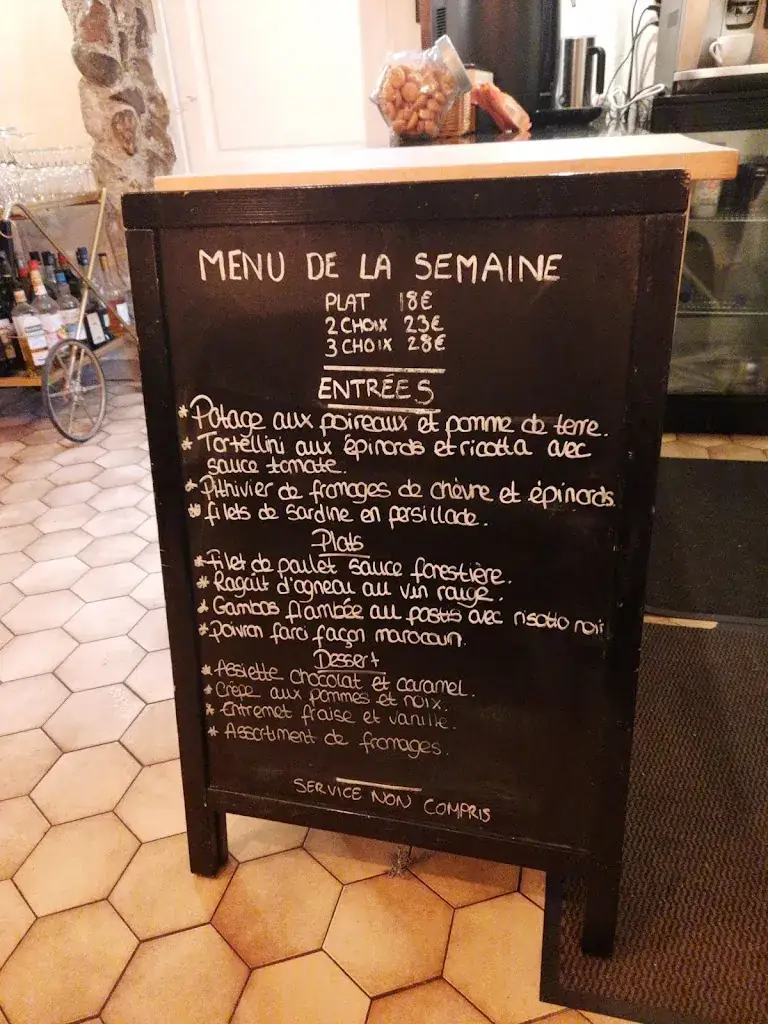 MENU DE LA SEMAINE
PLAT 18€
2 CHOIX 23€
3 CHOIX 28€
ENTRÉES
* Potage aux poireaux et pomme de terre.
* Tortellini aux épinards et ricotta avec
sauce tomate.
* Pithivier de fromages de chèvre et épinards.
* filets de sardine en persillade.
Plats
* Filet de poulet sauce forestière.
* Raguit d'agneau au vin rouge.
* Gambas flambée au pastis avec risotto noir
* Poivron farci façon marocain.
Dessert
* Assiette chocolat et caramel.
* Crêpe aux pommes et noix.
* Entremet fraise et vanille.
* Assortiment de fromages.
SERVICE NON COMPRIS